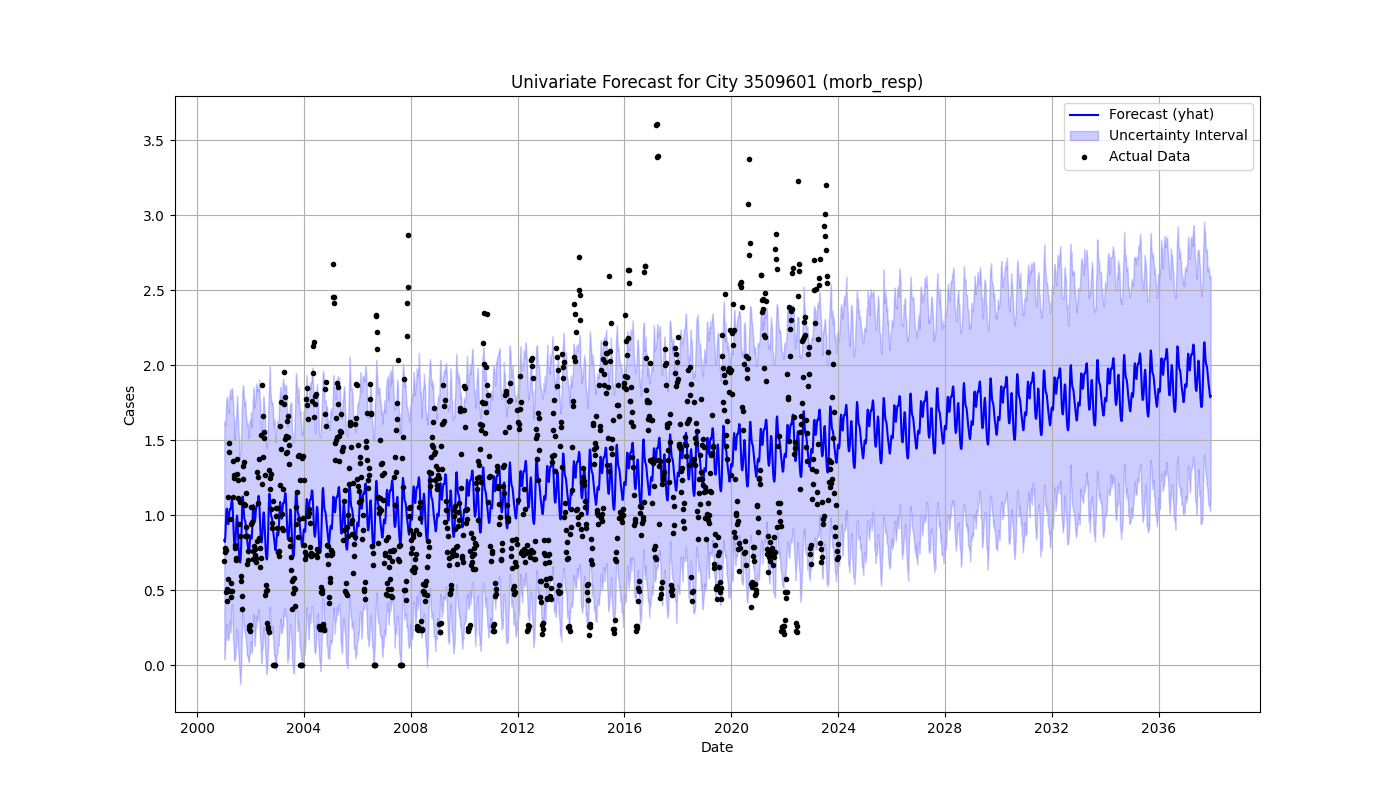 Univariate Forecast for City 3509601 (morb_resp)
Forecast (yhat)
Uncertainty Interval
Actual Data
Cases
3.5
3.0
2.5
2.0
1.5
1.0
0.5
0.0
2000 2004 2008 2012 2016 2020 2024 2028 2032 2036
Date